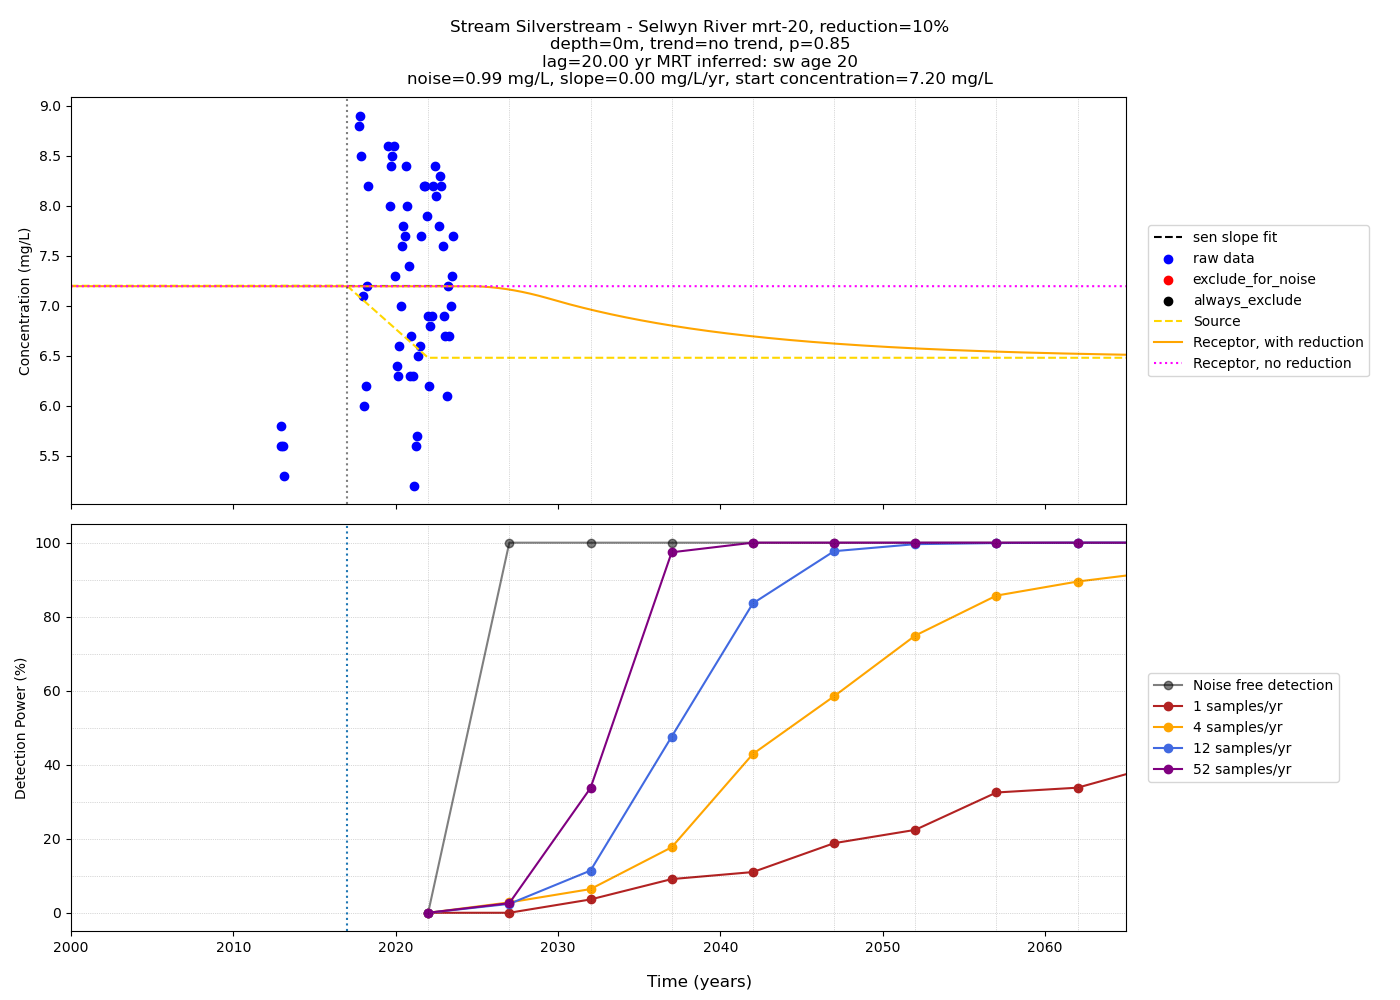 Stream Silverstream - Selwyn River mrt-20, reduction=10%
depth=0m, trend=no trend, p=0.85
lag=20.00 yr MRT inferred: sw age 20
noise=0.99 mg/L, slope=0.00 mg/L/yr, start concentration=7.20 mg/L
Concentration (mg/L)
9.0
8.5
8.0
7.5
7.0
6.5
6.0
5.5
sen slope fit
raw data
exclude_for_noise
always_exclude
Source
Receptor, with reduction
Receptor, no reduction
Detection Power (%)
100
80
60
40
20
0
2000 2010 2020 2030 2040 2050 2060
Time (years)
Noise free detection
1 samples/yr
4 samples/yr
12 samples/yr
52 samples/yr